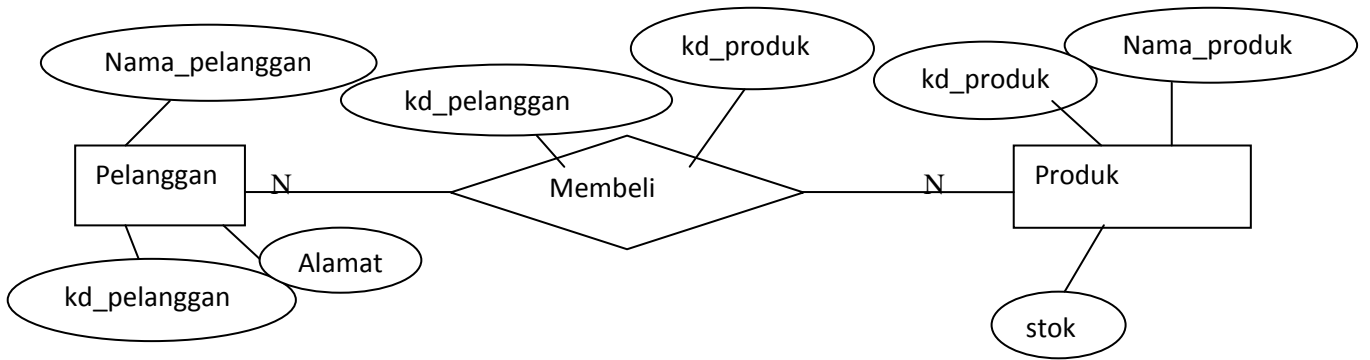 Nama_pelanggan
kd_pelanggan
kd_produk
kd_produk
Nama_produk
Pelanggan
N
Membeli
N
Produk
kd_pelanggan
Alamat
stok